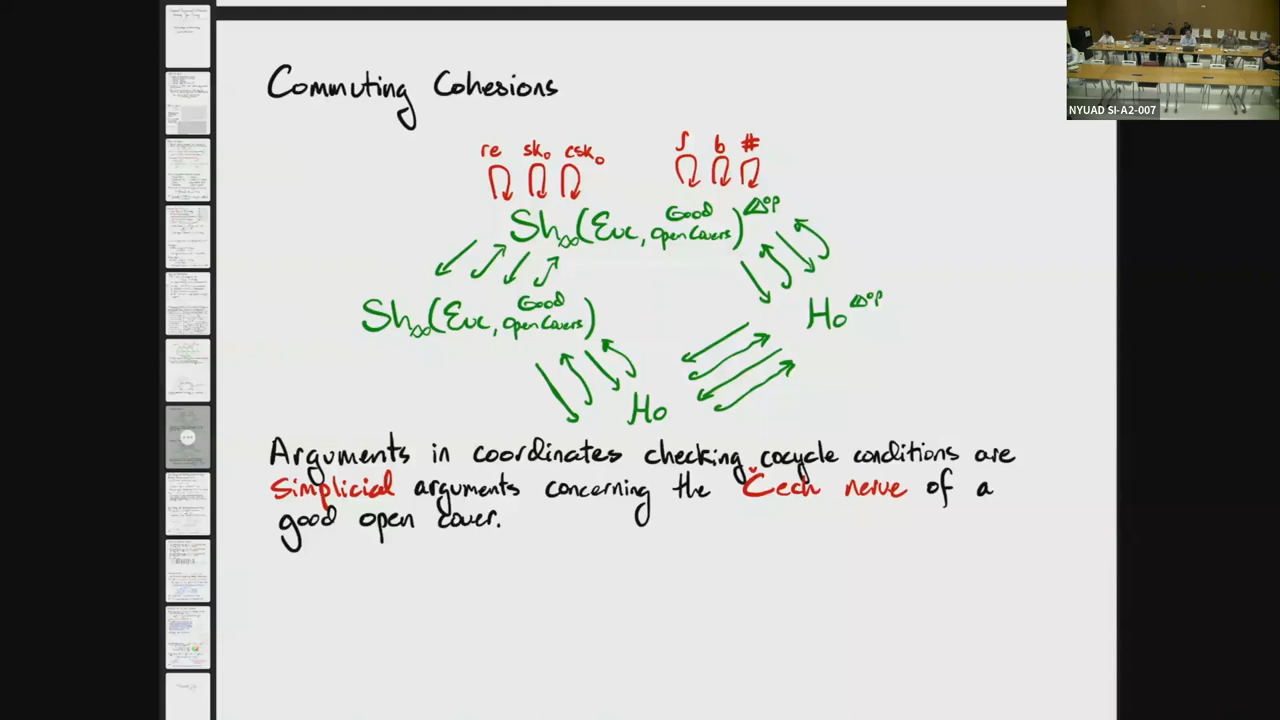 Commuting Cohesions
re sk₀ csk₀ ʃ ♭ #
Sh∞(Euc, Good open covers)^Δop
Sh∞(Euc, Good open covers)
Ho^Δop
Ho
Arguments in coordinates checking cocycle conditions are
Simplicial arguments concerning the Čech nerve of a
good open cover.
NYUAD SI-A2-007